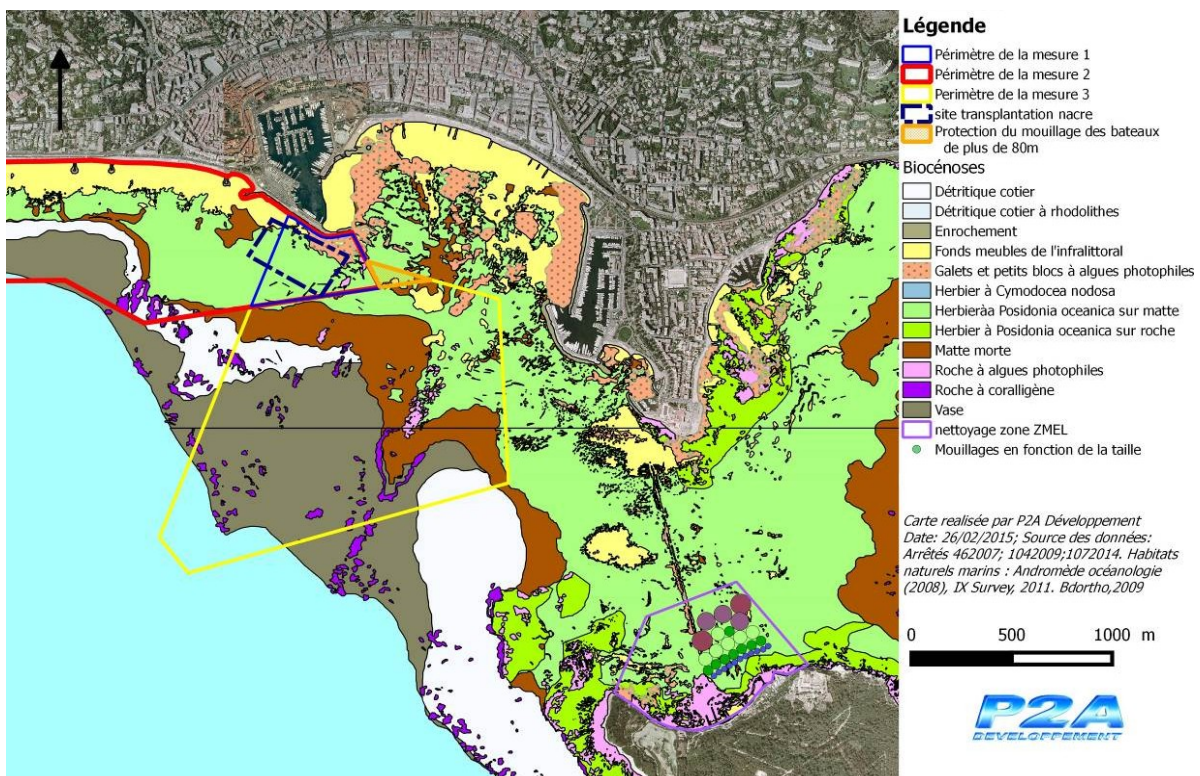 Légende
Périmètre de la mesure 1
Périmètre de la mesure 2
Perimètre de la mesure 3
site transplantation nacre
Protection du mouillage des bateaux
de plus de 80m
Biocénoses
Détritique cotier
Détritique cotier à rhodolithes
Enrochement
Fonds meubles de l'infralittoral
Galets et petits blocs à algues photophiles
Herbier à Cymodocea nodosa
Herbieràa Posidonia oceanica sur matte
Herbier à Posidonia oceanica sur roche
Matte morte
Roche à algues photophiles
Roche à coralligène
Vase
nettoyage zone ZMEL
Mouillages en fonction de la taille
Carte realisée par P2A Développement
Date: 26/02/2015; Source des données:
Arrêtés 462007; 1042009;1072014. Habitats
naturels marins : Andromède océanologie
(2008), IX Survey, 2011. Bdortho,2009
0 500 1000 m
P2A
DEVELOPPEMENT